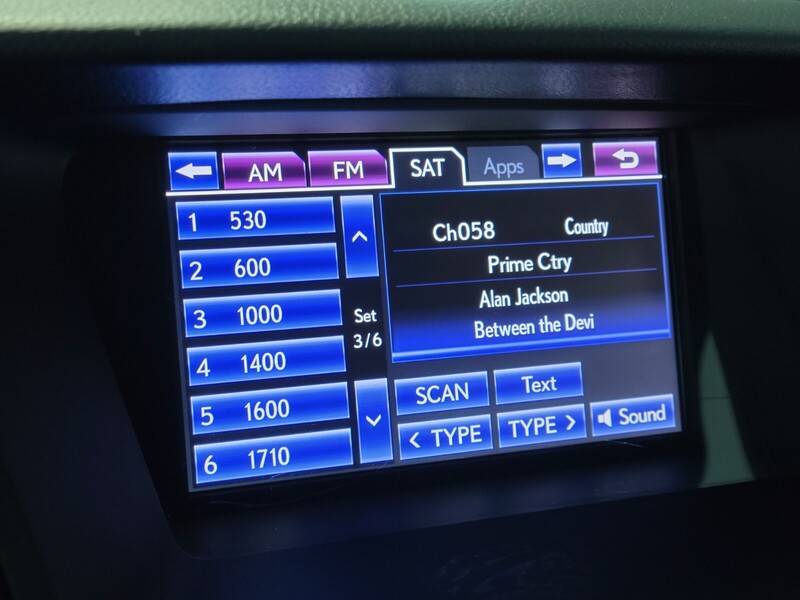 AM FM SAT Apps
1 530
2 600
3 1000
4 1400
5 1600
6 1710
Set
3/6
Ch058 Country
Prime Ctry
Alan Jackson
Between the Devi
SCAN Text
< TYPE TYPE > Sound